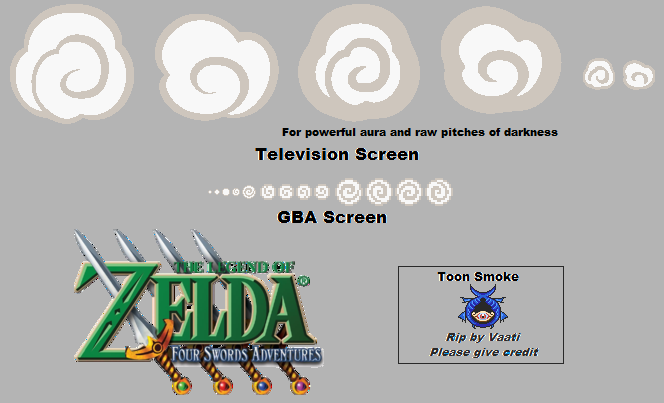 For powerful aura and raw pitches of darkness
Television Screen
GBA Screen
THE LEGEND OF
ZELDA®
FOUR SWORDS ADVENTURES
Toon Smoke
Rip by Vaati
Please give credit